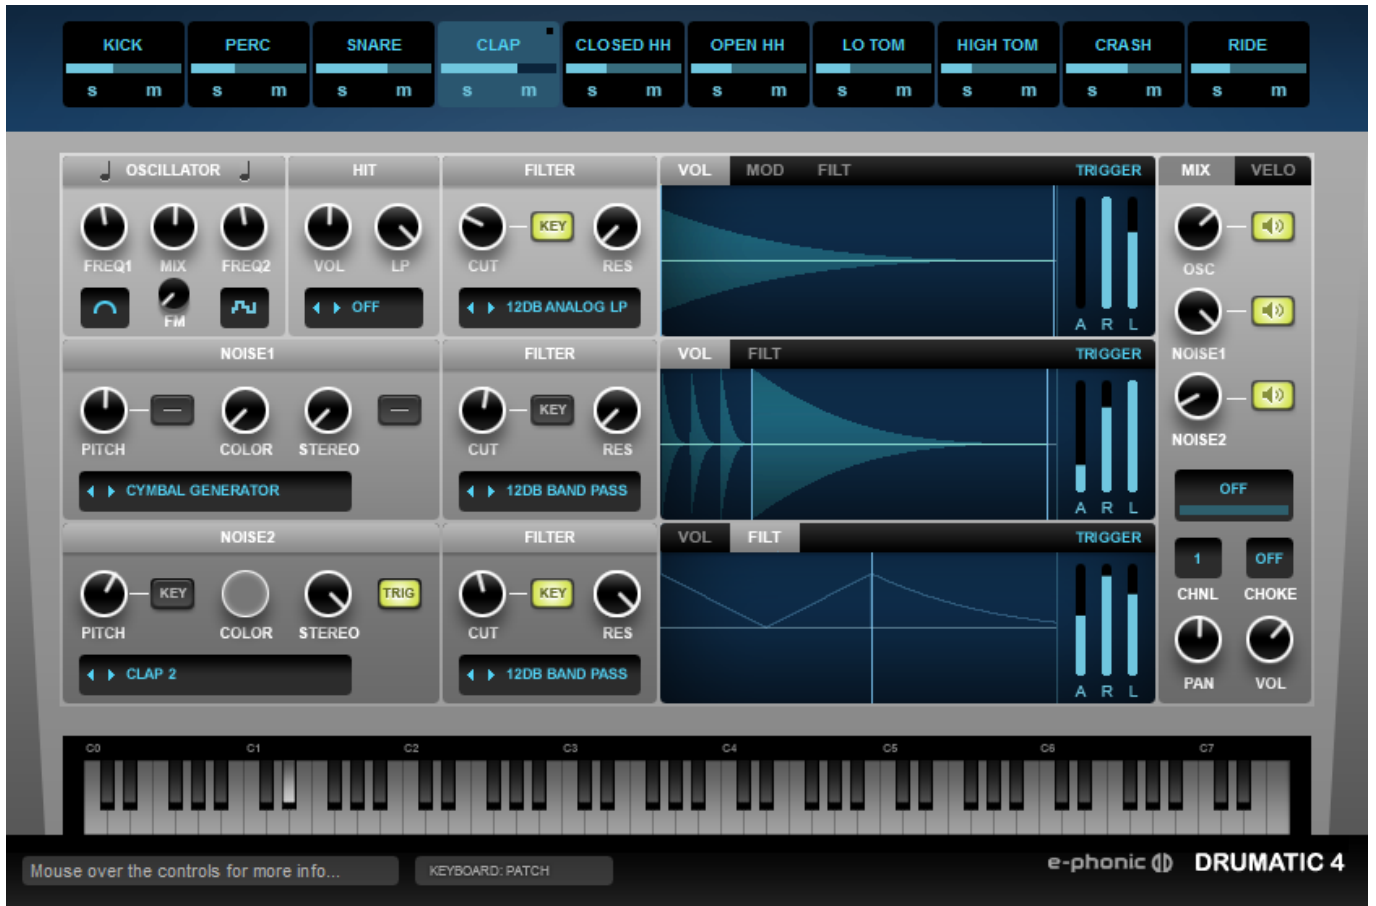 KICK PERC SNARE CLAP CLOSED HH OPEN HH LO TOM HIGH TOM CRASH RIDE
s m s m s m s m s m s m s m s m s m s m
OSCILLATOR HIT FILTER VOL MOD FILT TRIGGER MIX VELO
KEY
FREQ1 MIX FREQ2 VOL LP CUT RES OSC
OFF 12DB ANALOG LP
FM A R L
NOISE1 FILTER VOL FILT TRIGGER NOISE1
KEY
PITCH COLOR STEREO CUT RES NOISE2
CYMBAL GENERATOR 12DB BAND PASS OFF
A R L
NOISE2 FILTER VOL FILT TRIGGER
1 OFF
KEY TRIG KEY CHNL CHOKE
PITCH COLOR STEREO CUT RES
CLAP 2 12DB BAND PASS
A R L PAN VOL
C0 C1 C2 C3 C4 C5 C6 C7
Mouse over the controls for more info... KEYBOARD: PATCH e-phonic DRUMATIC 4